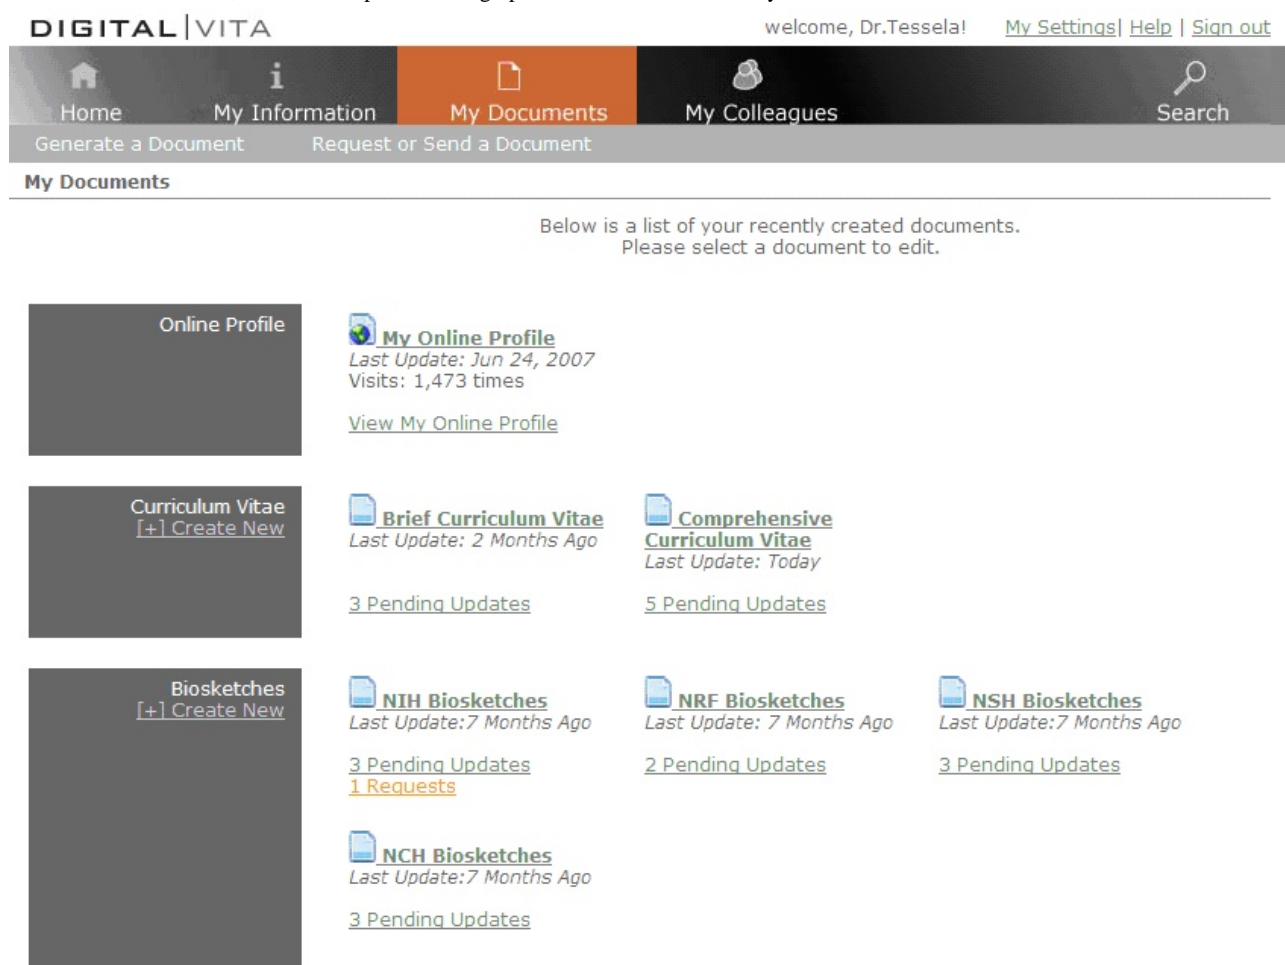 DIGITAL|VITA
welcome, Dr.Tessela! My Settings| Help | Sign out
Home My Information My Documents My Colleagues Search
Generate a Document Request or Send a Document
My Documents
Below is a list of your recently created documents.
Please select a document to edit.
Online Profile
My Online Profile
Last Update: Jun 24, 2007
Visits: 1,473 times
View My Online Profile
Curriculum Vitae
[+] Create New
Brief Curriculum Vitae
Last Update: 2 Months Ago
3 Pending Updates
Comprehensive
Curriculum Vitae
Last Update: Today
5 Pending Updates
Biosketches
[+] Create New
NIH Biosketches
Last Update:7 Months Ago
3 Pending Updates
1 Requests
NRF Biosketches
Last Update: 7 Months Ago
2 Pending Updates
NSH Biosketches
Last Update:7 Months Ago
3 Pending Updates
NCH Biosketches
Last Update:7 Months Ago
3 Pending Updates